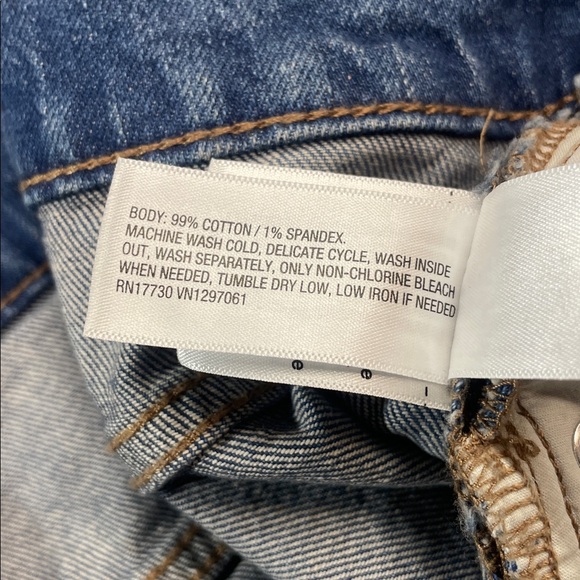 BODY: 99% COTTON / 1% SPANDEX.
MACHINE WASH COLD, DELICATE CYCLE, WASH INSIDE
OUT, WASH SEPARATELY, ONLY NON-CHLORINE BLEACH
WHEN NEEDED, TUMBLE DRY LOW, LOW IRON IF NEEDED
RN17730 VN1297061